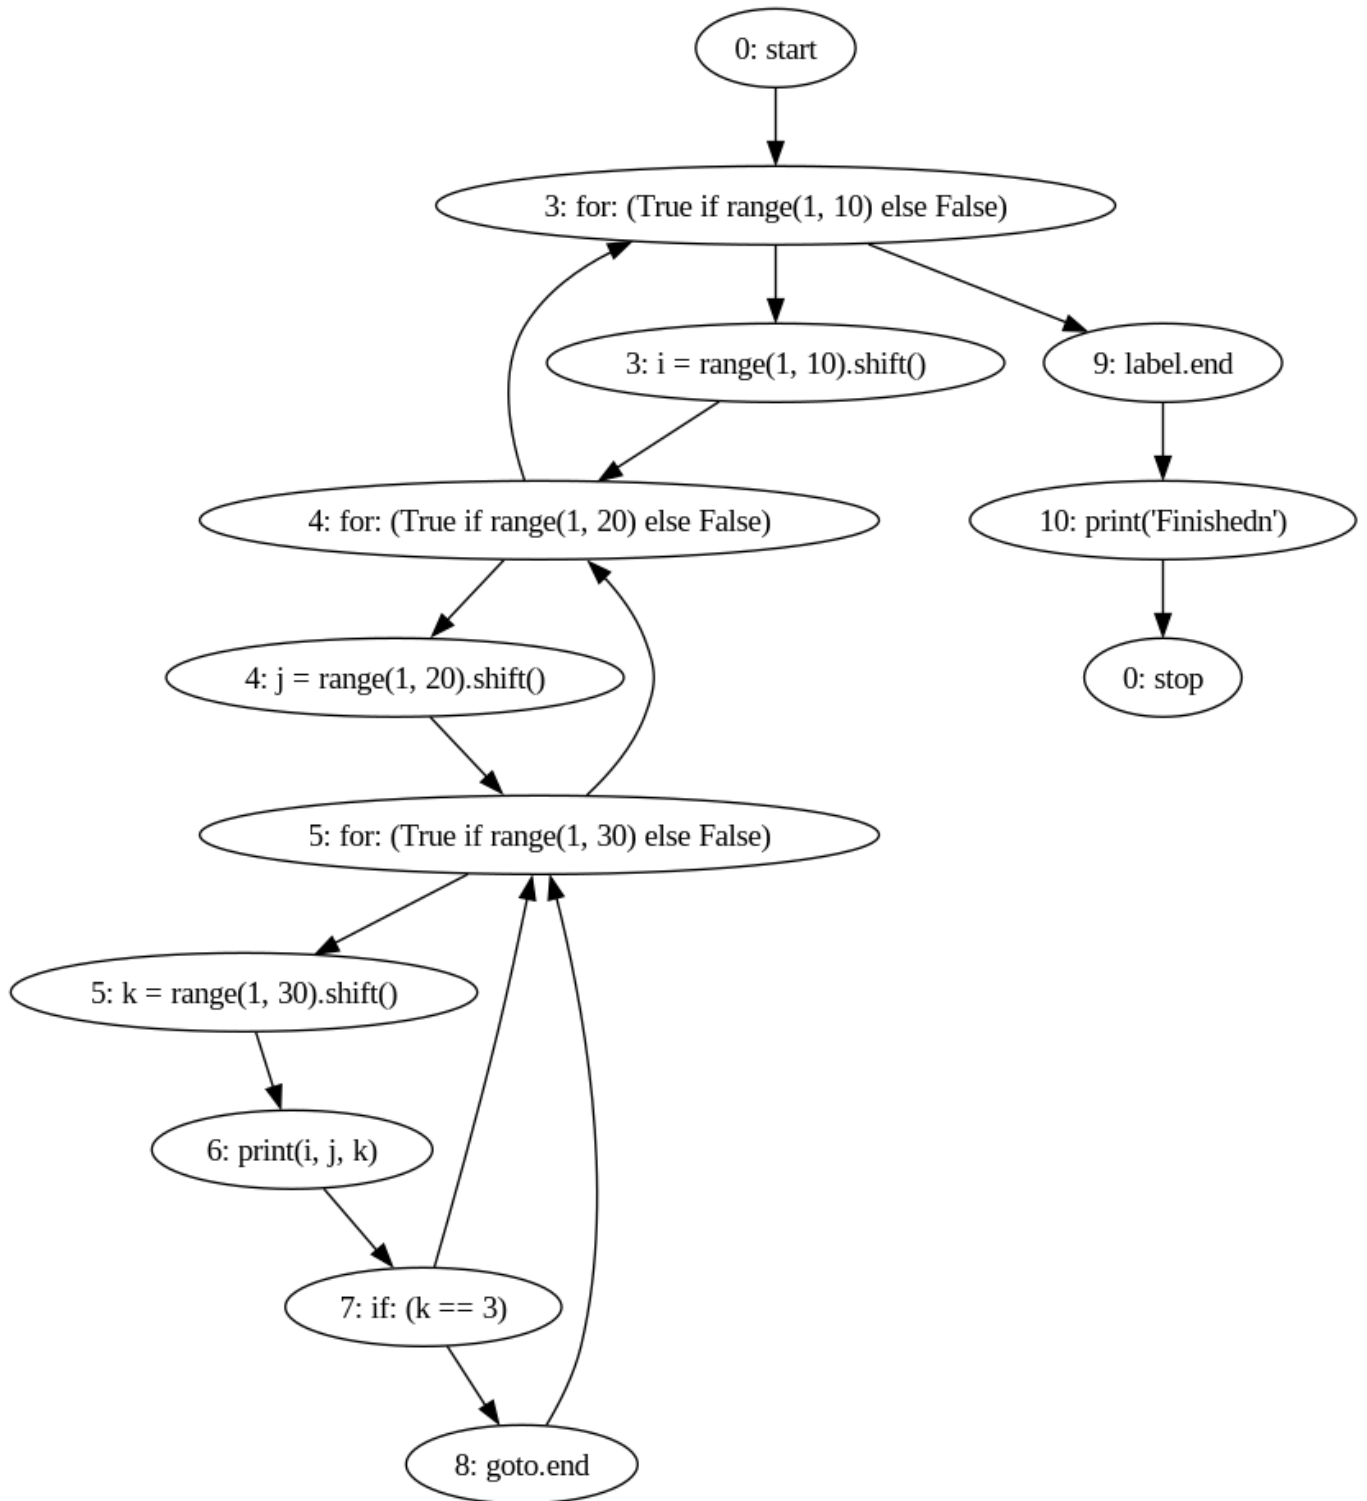 0: start
3: for: (True if range(1, 10) else False)
3: i = range(1, 10).shift()
9: label.end
4: for: (True if range(1, 20) else False)
10: print('Finishedn')
4: j = range(1, 20).shift()
0: stop
5: for: (True if range(1, 30) else False)
5: k = range(1, 30).shift()
6: print(i, j, k)
7: if: (k == 3)
8: goto.end